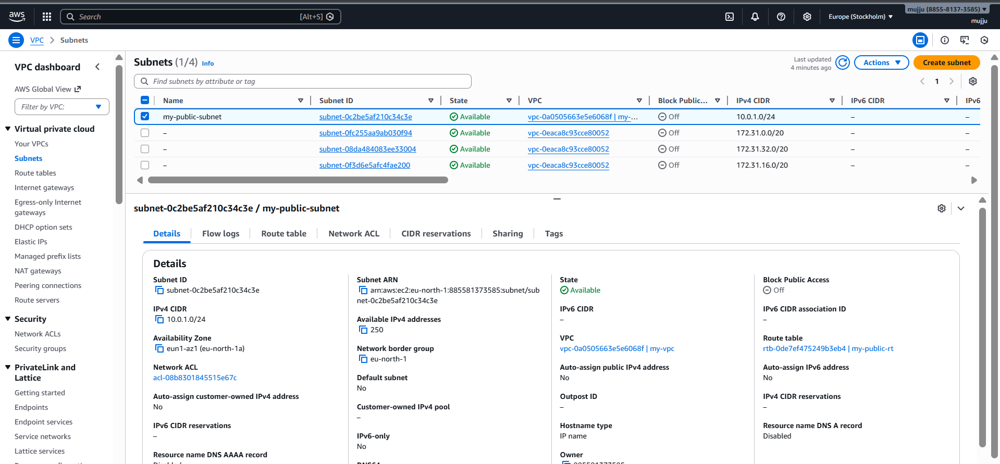 aws
Search
[Alt+S]
Europe (Stockholm)
mujju (8855-8137-3585)
mujju
VPC
Subnets
VPC dashboard
AWS Global View
Filter by VPC:
Virtual private cloud
Your VPCs
Subnets
Route tables
Internet gateways
Egress-only Internet
gateways
DHCP option sets
Elastic IPs
Managed prefix lists
NAT gateways
Peering connections
Route servers
Security
Network ACLs
Security groups
PrivateLink and
Lattice
Getting started
Endpoints
Endpoint services
Service networks
Lattice services
Subnets (1/4) Info
Last updated
4 minutes ago
Actions
Create subnet
Find subnets by attribute or tag
1
Name Subnet ID State VPC Block Public... IPv4 CIDR IPv6 CIDR IPv6
my-public-subnet subnet-0c2be5af210c34c3e Available vpc-0a0505663e5e6068f | my-... Off 10.0.1.0/24 – –
– subnet-0fc255aa9ab030f94 Available vpc-0eaca8c93cce80052 Off 172.31.0.0/20 – –
– subnet-08da484083ee33004 Available vpc-0eaca8c93cce80052 Off 172.31.32.0/20 – –
– subnet-0f3d6e5afc4fae200 Available vpc-0eaca8c93cce80052 Off 172.31.16.0/20 – –
subnet-0c2be5af210c34c3e / my-public-subnet
Details Flow logs Route table Network ACL CIDR reservations Sharing Tags
Details
Subnet ID
subnet-0c2be5af210c34c3e
IPv4 CIDR
10.0.1.0/24
Availability Zone
eun1-az1 (eu-north-1a)
Network ACL
acl-08b8301845515e67c
Auto-assign customer-owned IPv4 address
No
IPv6 CIDR reservations
–
Resource name DNS AAAA record
Disabled
Subnet ARN
arn:aws:ec2:eu-north-1:885581373585:subnet/sub
net-0c2be5af210c34c3e
Available IPv4 addresses
250
Network border group
eu-north-1
Default subnet
No
Customer-owned IPv4 pool
–
IPv6-only
No
DNS64
State
Available
IPv6 CIDR
–
VPC
vpc-0a0505663e5e6068f | my-vpc
Auto-assign public IPv4 address
No
Outpost ID
–
Hostname type
IP name
Owner
885581373585
Block Public Access
Off
IPv6 CIDR association ID
–
Route table
rtb-0de7ef475249b3eb4 | my-public-rt
Auto-assign IPv6 address
No
IPv4 CIDR reservations
–
Resource name DNS A record
Disabled